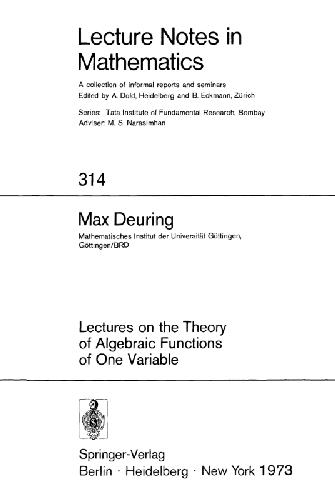 Lecture Notes in
Mathematics
A collection of informal reports and seminars
Edited by A. Dold, Heidelberg and B. Eckmann, Zürich
Series: Tata Institute of Fundamental Research, Bombay
Adviser: M. S. Narasimhan
314
Max Deuring
Mathematisches Institut der Universität Göttingen,
Göttingen/BRD
Lectures on the Theory
of Algebraic Functions
of One Variable
Springer-Verlag
Berlin · Heidelberg · New York 1973